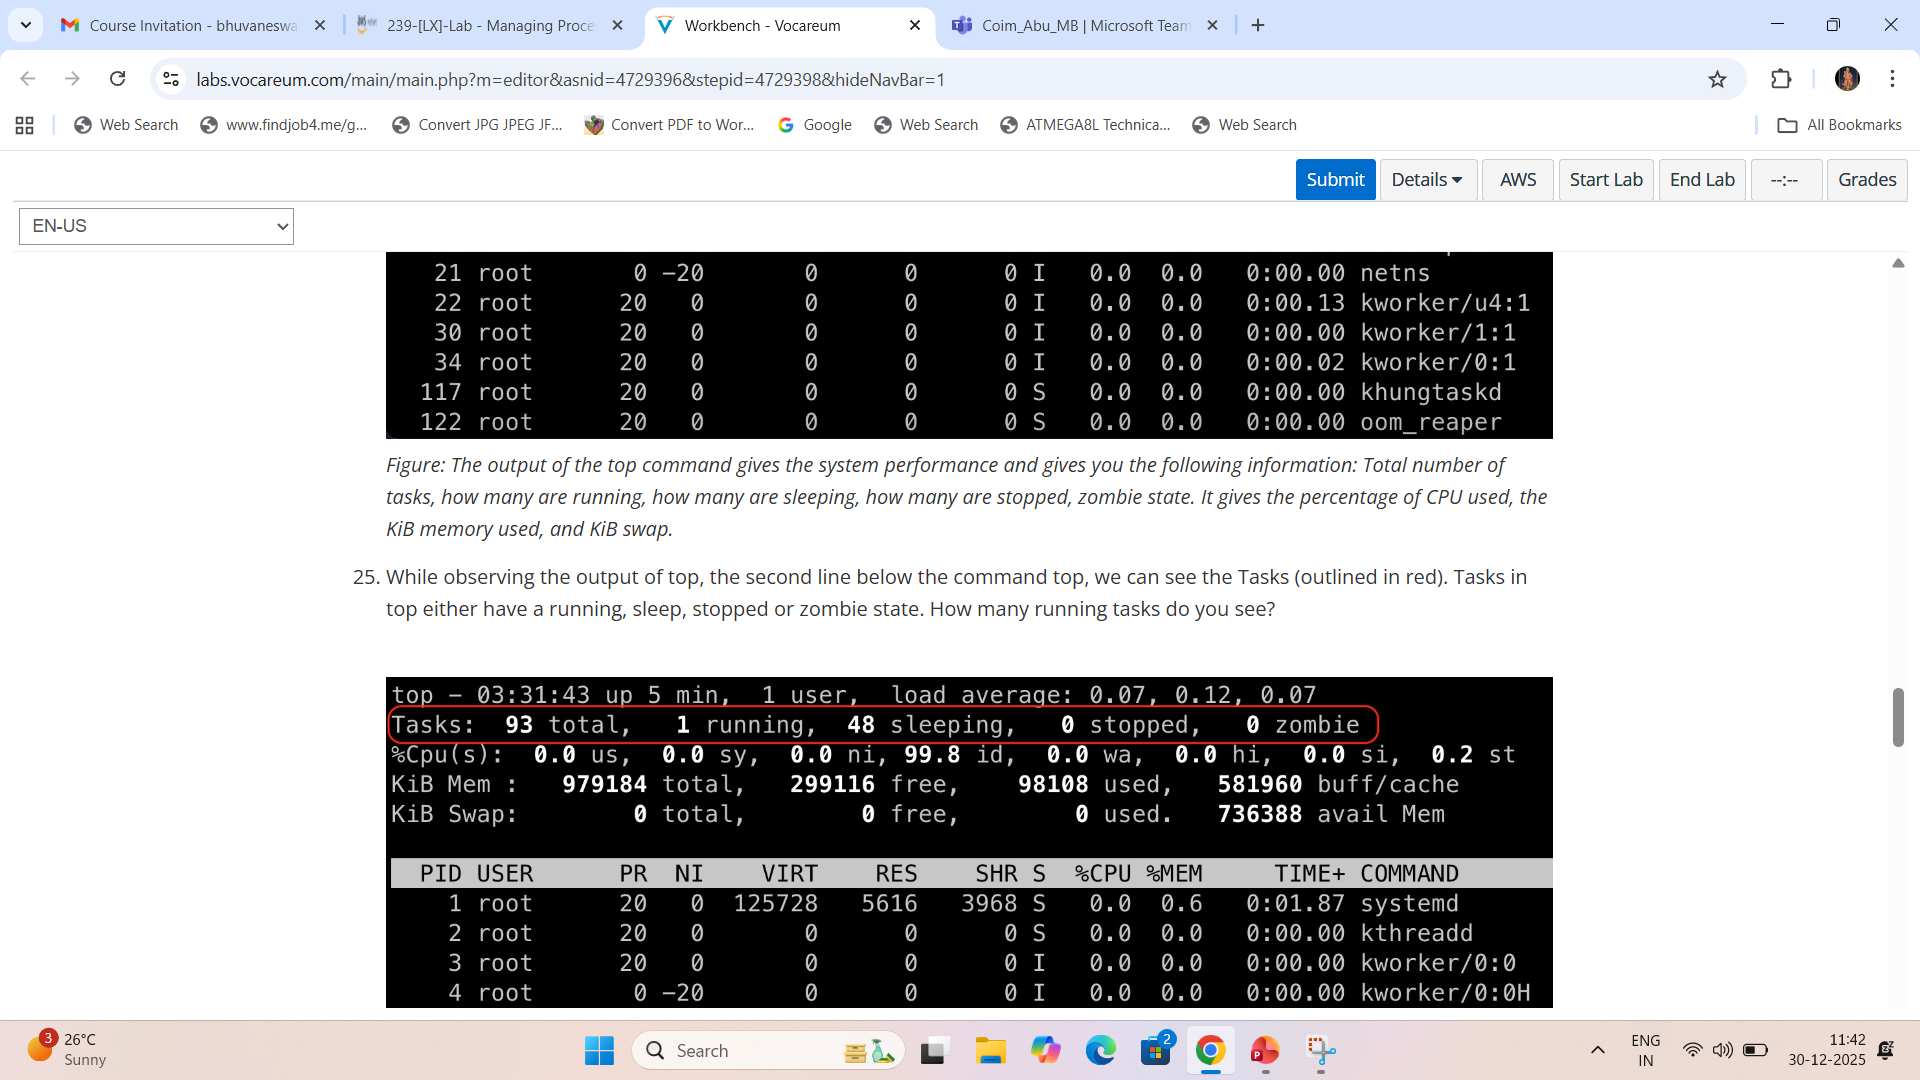 Course Invitation - bhuvaneswa
239-[LX]-Lab - Managing Proce
Workbench - Vocareum
Coim_Abu_MB | Microsoft Team
labs.vocareum.com/main/main.php?m=editor&asnid=4729396&stepid=4729398&hideNavBar=1
Web Search
www.findjob4.me/g...
Convert JPG JPEG JF...
Convert PDF to Wor...
Google
Web Search
ATMEGA8L Technica...
Web Search
All Bookmarks
Submit
Details
AWS
Start Lab
End Lab
--:--
Grades
EN-US
21 root 0 -20 0 0 0 I 0.0 0.0 0:00.00 netns
22 root 20 0 0 0 0 I 0.0 0.0 0:00.13 kworker/u4:1
30 root 20 0 0 0 0 I 0.0 0.0 0:00.00 kworker/1:1
34 root 20 0 0 0 0 I 0.0 0.0 0:00.02 kworker/0:1
117 root 20 0 0 0 0 S 0.0 0.0 0:00.00 khungtaskd
122 root 20 0 0 0 0 S 0.0 0.0 0:00.00 oom_reaper
Figure: The output of the top command gives the system performance and gives you the following information: Total number of
tasks, how many are running, how many are sleeping, how many are stopped, zombie state. It gives the percentage of CPU used, the
KiB memory used, and KiB swap.
25. While observing the output of top, the second line below the command top, we can see the Tasks (outlined in red). Tasks in
top either have a running, sleep, stopped or zombie state. How many running tasks do you see?
top - 03:31:43 up 5 min, 1 user, load average: 0.07, 0.12, 0.07
Tasks: 93 total, 1 running, 48 sleeping, 0 stopped, 0 zombie
%Cpu(s): 0.0 us, 0.0 sy, 0.0 ni, 99.8 id, 0.0 wa, 0.0 hi, 0.0 si, 0.2 st
KiB Mem : 979184 total, 299116 free, 98108 used, 581960 buff/cache
KiB Swap: 0 total, 0 free, 0 used. 736388 avail Mem
PID USER PR NI VIRT RES SHR S %CPU %MEM TIME+ COMMAND
1 root 20 0 125728 5616 3968 S 0.0 0.6 0:01.87 systemd
2 root 20 0 0 0 0 S 0.0 0.0 0:00.00 kthreadd
3 root 20 0 0 0 0 I 0.0 0.0 0:00.00 kworker/0:0
4 root 0 -20 0 0 0 I 0.0 0.0 0:00.00 kworker/0:0H
3
26°C
Sunny
Search
2
ENG
IN
11:42
30-12-2025